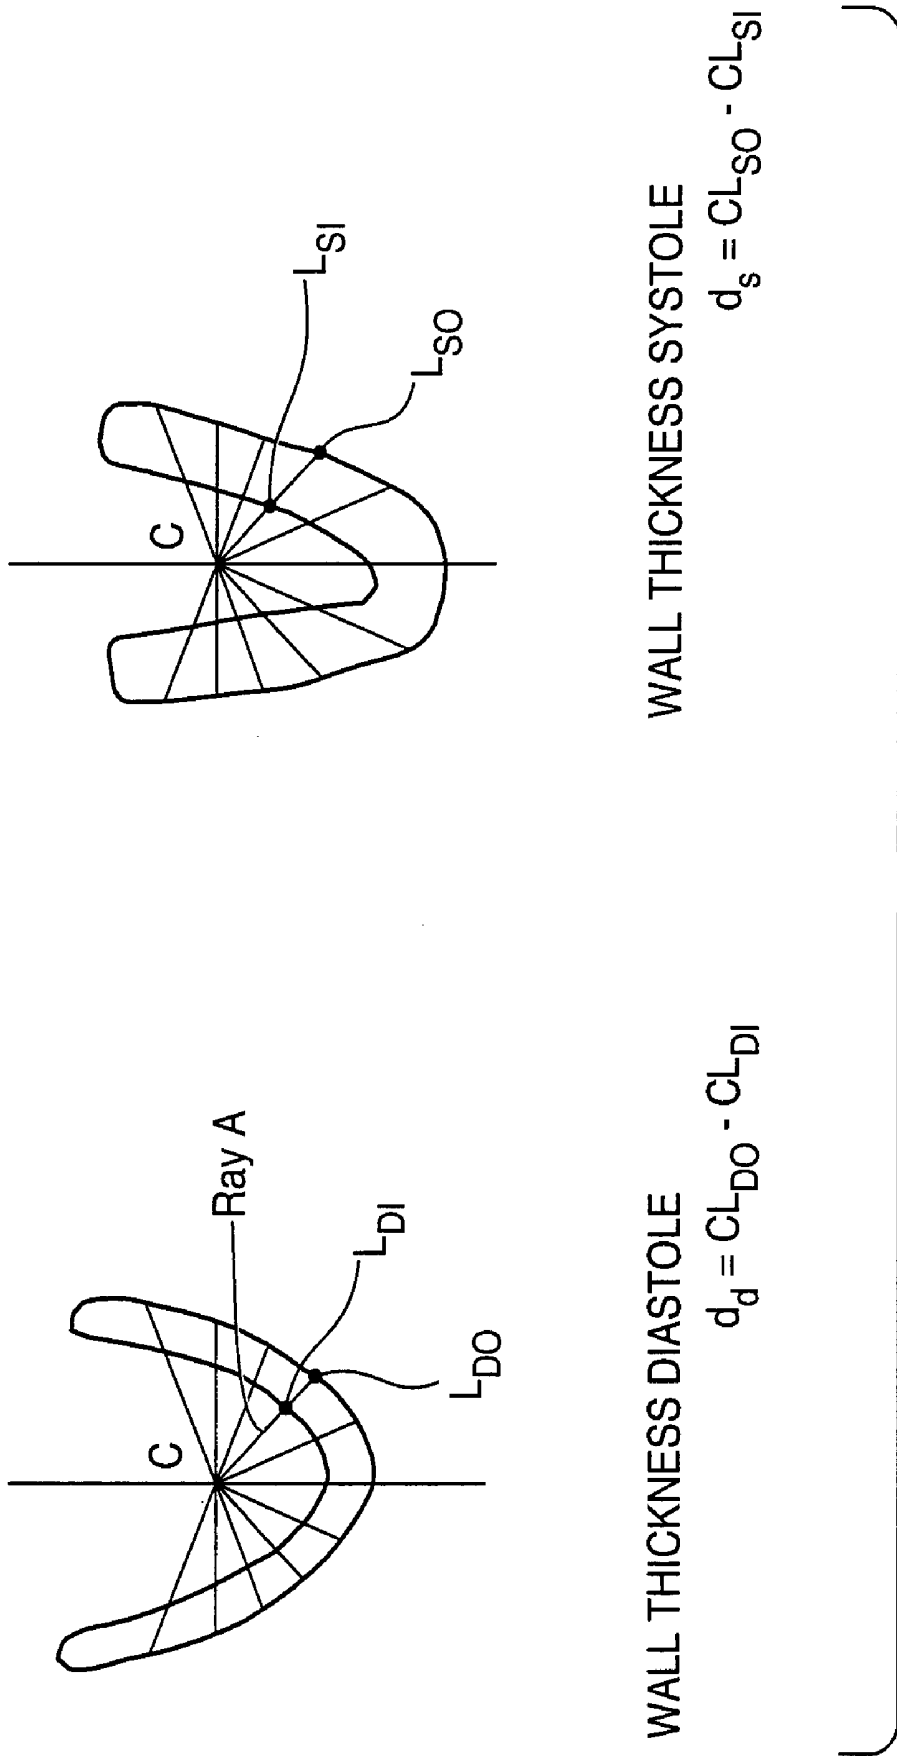 C
Ray A
L_DI
L_DO
WALL THICKNESS DIASTOLE
d_d = CL_DO - CL_DI
C
L_SI
L_SO
WALL THICKNESS SYSTOLE
d_s = CL_SO - CL_SI